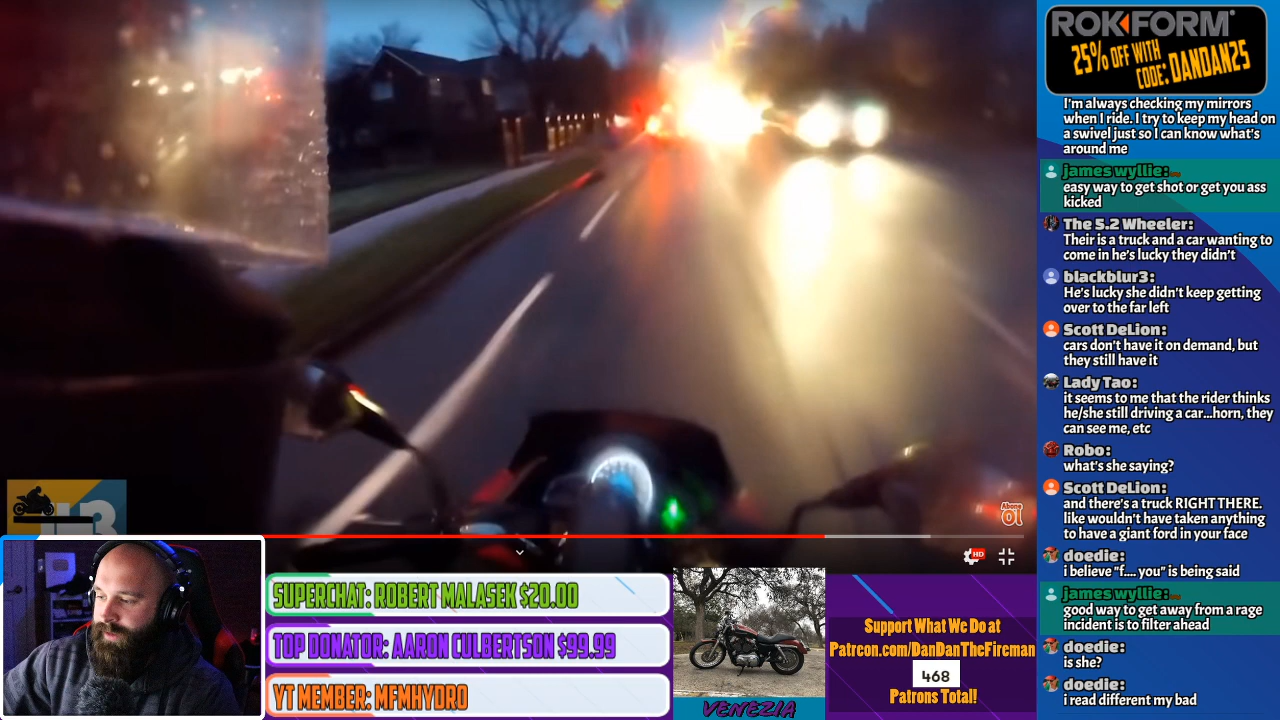 ROKFORM
25% OFF WITH
CODE: DANDAN25
I'm always checking my mirrors
when I ride. I try to keep my head on
a swivel just so I can know what's
around me
james wyllie:
easy way to get shot or get you ass
kicked
The 5.2 Wheeler:
Their is a truck and a car wanting to
come in he's lucky they didn't
blackblur3:
He's lucky she didn't keep getting
over to the far left
Scott DeLion:
cars don't have it on demand, but
they still have it
Lady Tao:
it seems to me that the rider thinks
he/she still driving a car...horn, they
can see me, etc
Robo:
what's she saying?
Scott DeLion:
and there's a truck RIGHT THERE.
like wouldn't have taken anything
to have a giant ford in your face
doedie:
i believe "f.... you" is being said
james wyllie:
good way to get away from a rage
incident is to filter ahead
doedie:
is she?
doedie:
i read different my bad
HD
SUPERCHAT: ROBERT MALASEK $20.00
TOP DONATOR: AARON CULBERTSON $99.99
YT MEMBER: MFMHYDRO
VENEZIA
Support What We Do at
Patreon.com/DanDanTheFireman
468
Patrons Total!